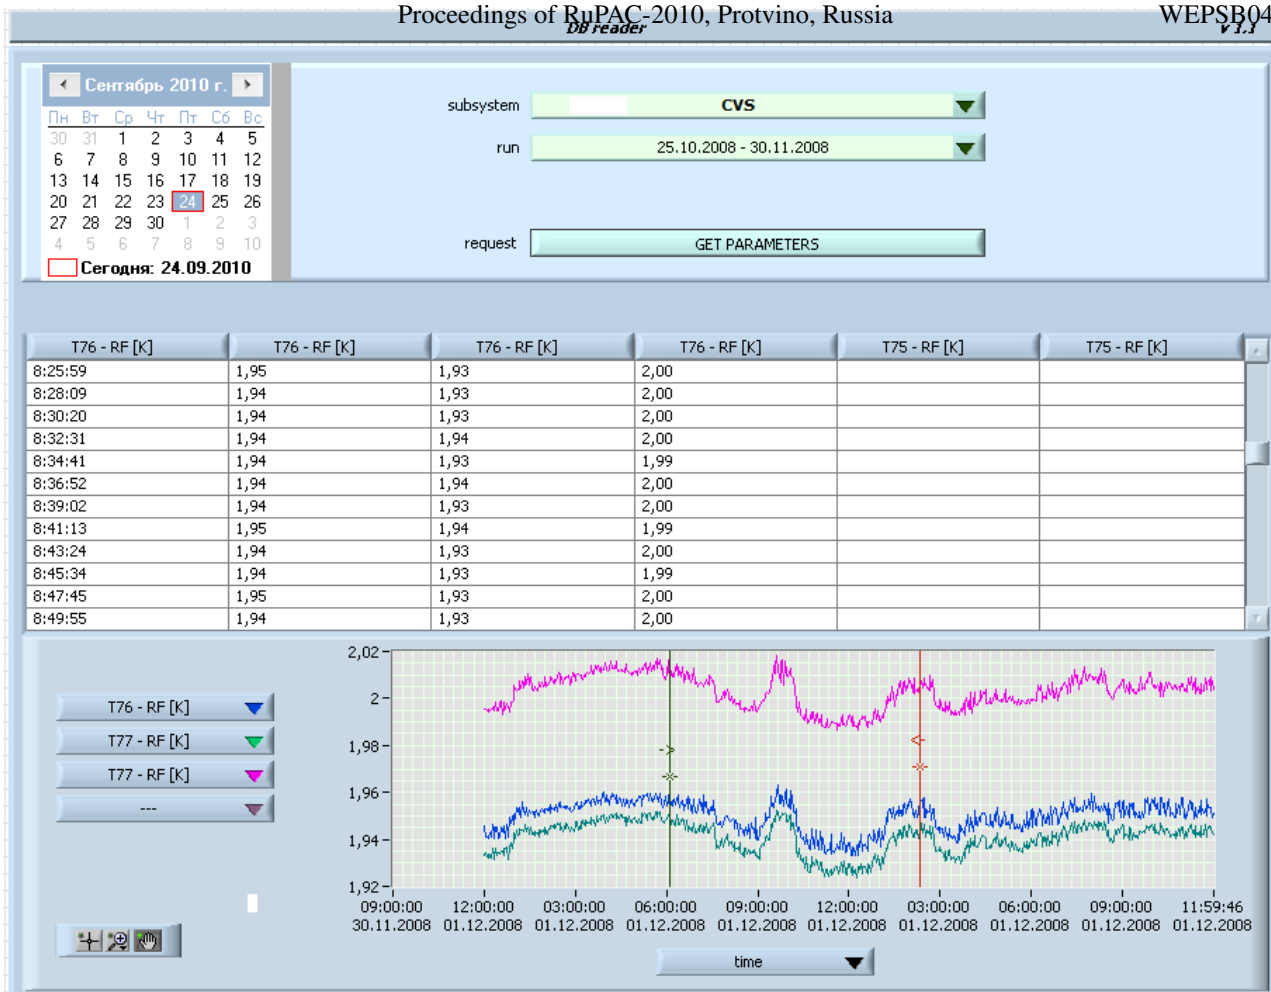 Proceedings of RuPAC-2010, Protvino, Russia WEPSB04
DB reader v 1.1
Сентябрь 2010 г.
Пн Вт Ср Чт Пт Сб Вс
30 31 1 2 3 4 5
6 7 8 9 10 11 12
13 14 15 16 17 18 19
20 21 22 23 24 25 26
27 28 29 30 1 2 3
4 5 6 7 8 9 10
Сегодня: 24.09.2010
subsystem CVS
run 25.10.2008 - 30.11.2008
request GET PARAMETERS
T76 - RF [K] T76 - RF [K] T76 - RF [K] T76 - RF [K] T75 - RF [K] T75 - RF [K]
8:25:59 1,95 1,93 2,00
8:28:09 1,94 1,93 2,00
8:30:20 1,94 1,93 2,00
8:32:31 1,94 1,94 2,00
8:34:41 1,94 1,93 1,99
8:36:52 1,94 1,94 2,00
8:39:02 1,94 1,93 2,00
8:41:13 1,95 1,94 1,99
8:43:24 1,94 1,93 2,00
8:45:34 1,94 1,93 1,99
8:47:45 1,95 1,93 2,00
8:49:55 1,94 1,93 2,00
T76 - RF [K]
T77 - RF [K]
T77 - RF [K]
---
2,02
2
1,98
1,96
1,94
1,92
09:00:00 12:00:00 03:00:00 06:00:00 09:00:00 12:00:00 03:00:00 06:00:00 09:00:00 11:59:46
30.11.2008 01.12.2008 01.12.2008 01.12.2008 01.12.2008 01.12.2008 01.12.2008 01.12.2008 01.12.2008 01.12.2008
time